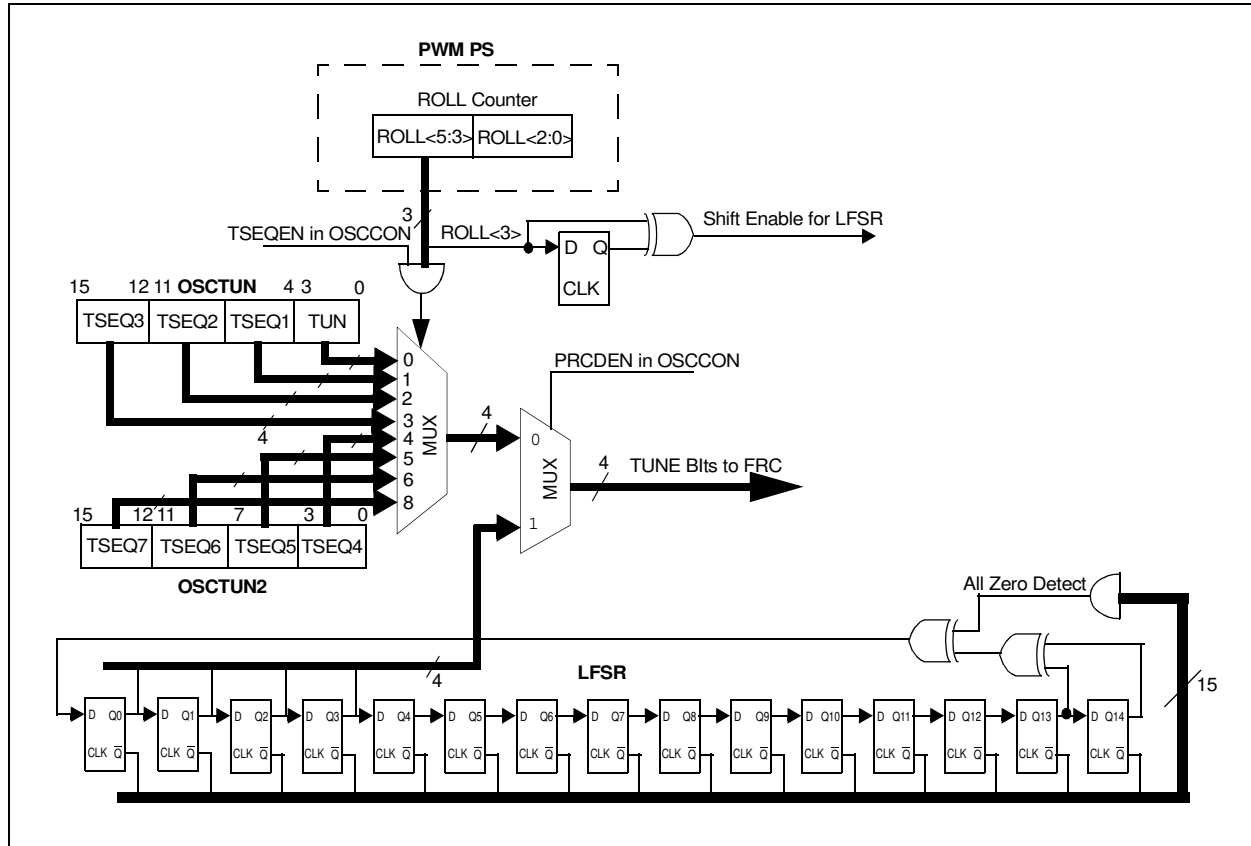 PWM PS
ROLL Counter
ROLL<5:3> ROLL<2:0>
3
TSEQEN in OSCCON
ROLL<3>
D Q
CLK
Shift Enable for LFSR
15 12 11 OSCTUN 4 3 0
TSEQ3 TSEQ2 TSEQ1 TUN
0
1
2
3
4
5
6
8
MUX
4
4
PRCDEN in OSCCON
0
1
MUX
4
TUNE BIts to FRC
15 12 11 7 3 0
TSEQ7 TSEQ6 TSEQ5 TSEQ4
OSCTUN2
All Zero Detect
4
LFSR
15
D Q0 D Q1 D Q2 D Q3 D Q4 D Q5 D Q6 D Q7 D Q8 D Q9 D Q10 D Q11 D Q12 D Q13 D Q14
CLK Q̅ CLK Q̅ CLK Q̅ CLK Q̅ CLK Q̅ CLK Q̅ CLK Q̅ CLK Q̅ CLK Q̅ CLK Q̅ CLK Q̅ CLK Q̅ CLK Q̅ CLK Q̅ CLK Q̅